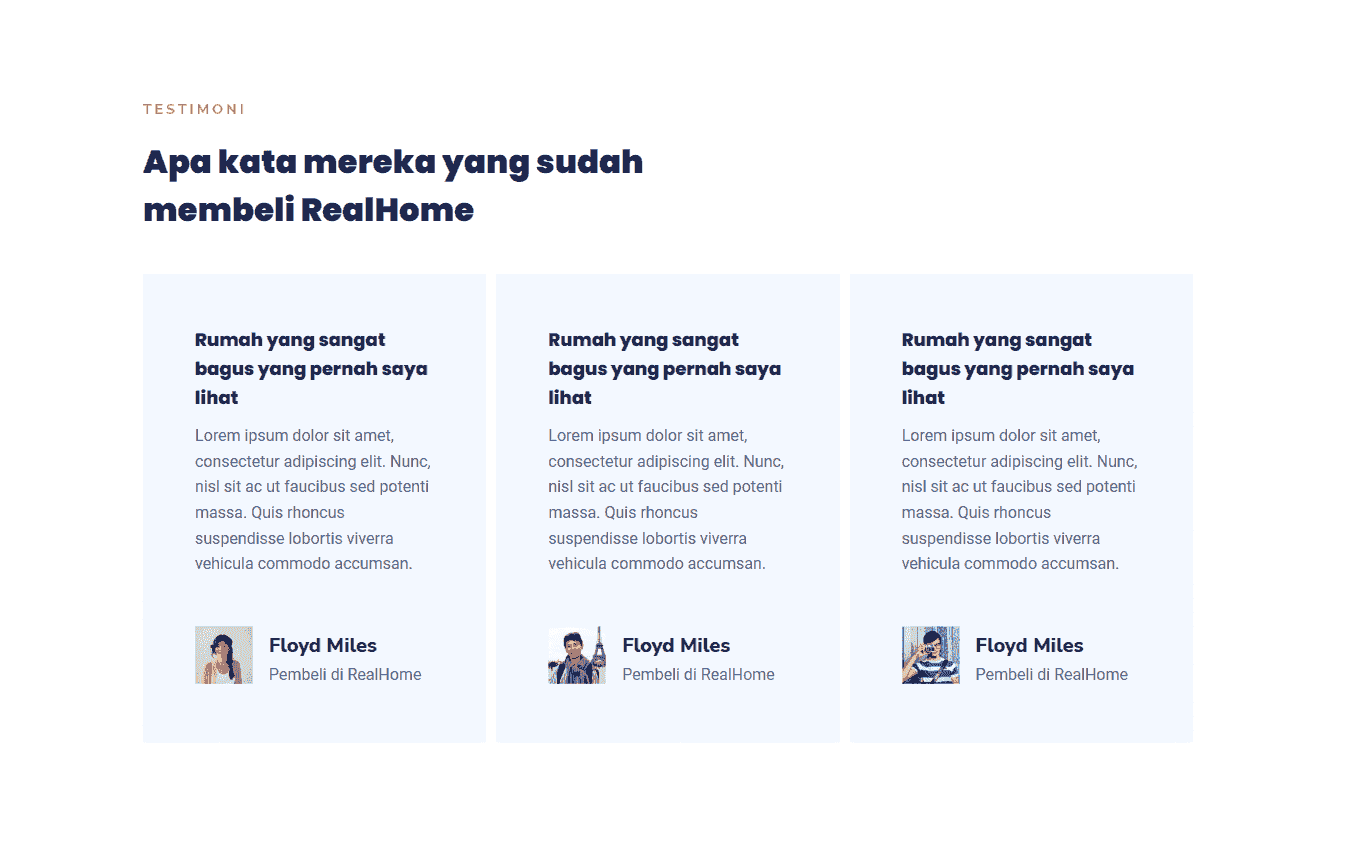 TESTIMONI
Apa kata mereka yang sudah
membeli RealHome
Rumah yang sangat
bagus yang pernah saya
lihat
Lorem ipsum dolor sit amet,
consectetur adipiscing elit. Nunc,
nisl sit ac ut faucibus sed potenti
massa. Quis rhoncus
suspendisse lobortis viverra
vehicula commodo accumsan.
Floyd Miles
Pembeli di RealHome
Rumah yang sangat
bagus yang pernah saya
lihat
Lorem ipsum dolor sit amet,
consectetur adipiscing elit. Nunc,
nisl sit ac ut faucibus sed potenti
massa. Quis rhoncus
suspendisse lobortis viverra
vehicula commodo accumsan.
Floyd Miles
Pembeli di RealHome
Rumah yang sangat
bagus yang pernah saya
lihat
Lorem ipsum dolor sit amet,
consectetur adipiscing elit. Nunc,
nisl sit ac ut faucibus sed potenti
massa. Quis rhoncus
suspendisse lobortis viverra
vehicula commodo accumsan.
Floyd Miles
Pembeli di RealHome